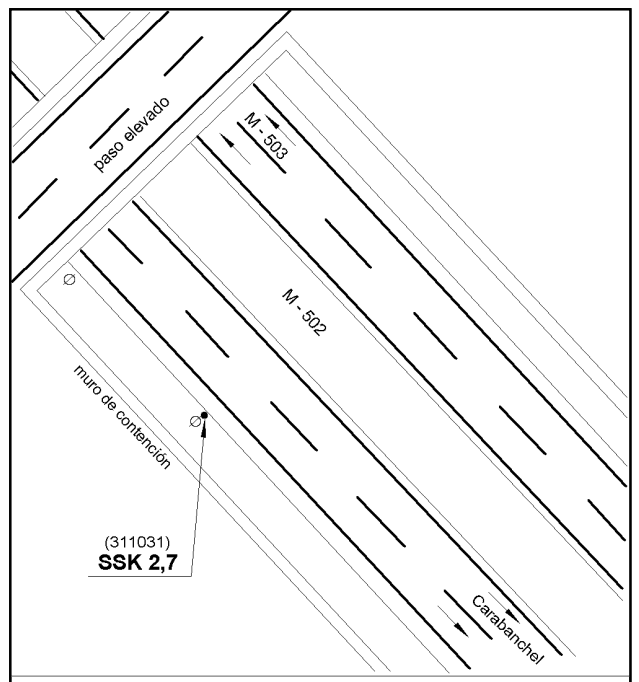 paso elevado
M - 503
M - 502
muro de contención
(311031)
SSK 2,7
Carabanchel